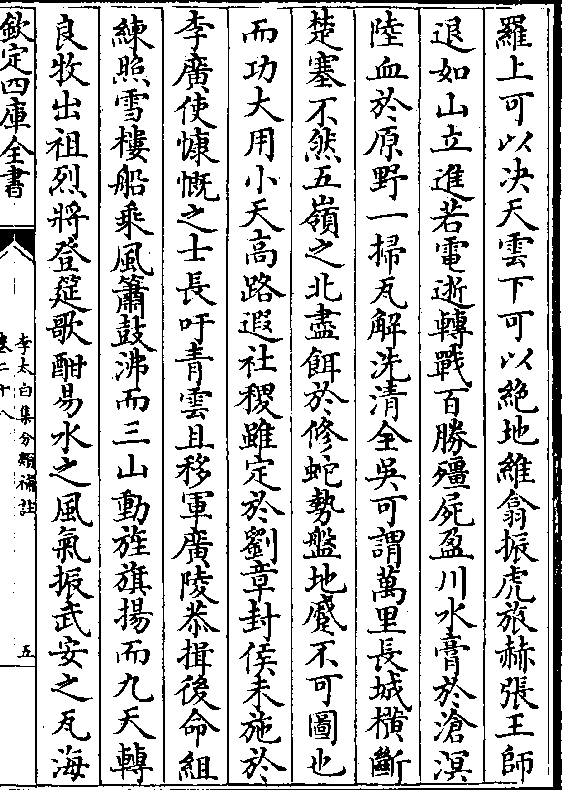 羅上可以决天雲下可以絶地維翕振虎旅赫張王師
退如山立進若電逝轉戰百勝殭屍盈川水膏於滄溟
陸血於原野一掃瓦解洗清全吳可謂萬里長城橫斷
楚塞不然五嶺之北盡餌於修蛇勢盤地蹙不可圖也
而功大用小天高路遐社稷雖定於劉章封侯未施於
李廣使慷慨之士長吁青雲且移軍廣陵恭揖後命組
練照雪樓船乘風簫鼓沸而三山動旌旗揚而九天轉
良牧出祖烈將登筵歌酣易水之風氣振武安之瓦海
欽定四庫全書
李太白集分類補註
卷二十八
五